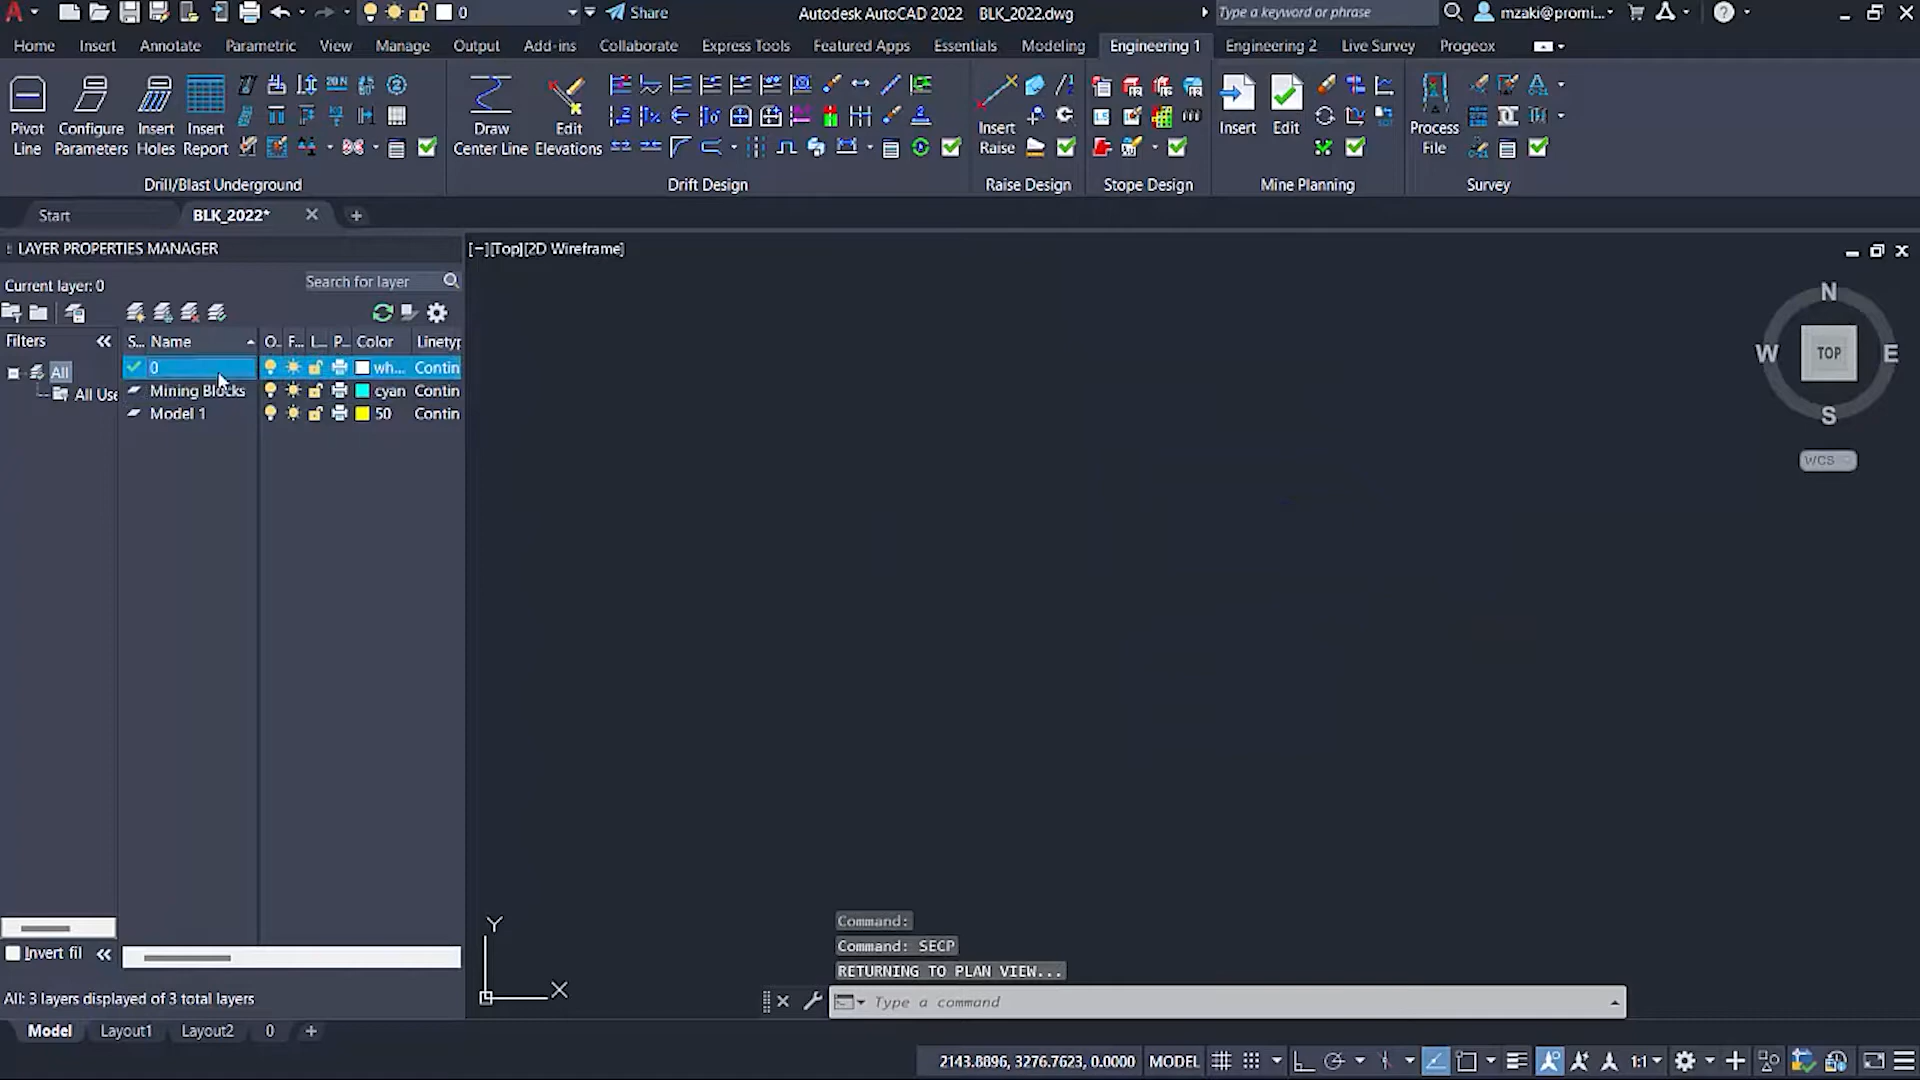 0
Share
Autodesk AutoCAD 2022
BLK_2022.dwg
Type a keyword or phrase
mzaki@promi...
Home
Insert
Annotate
Parametric
View
Manage
Output
Add-ins
Collaborate
Express Tools
Featured Apps
Essentials
Modeling
Engineering 1
Engineering 2
Live Survey
Progeox
Pivot
Line
Configure
Parameters
Insert
Holes
Insert
Report
Drill/Blast Underground
Draw
Center Line
Edit
Elevations
Drift Design
Insert
Raise
Raise Design
Stope Design
Insert
Edit
Mine Planning
Process
File
Survey
Start
BLK_2022*
LAYER PROPERTIES MANAGER
Current layer: 0
Search for layer
Filters
S... Name O.. F... L... P.. Color Linetyp
All
All Use
0 wh... Contin
Mining Blocks cyan Contin
Model 1 50 Contin
Invert fil
All: 3 layers displayed of 3 total layers
[−][Top][2D Wireframe]
N
W
TOP
E
S
WCS
Y
X
Command:
Command: SECP
RETURNING TO PLAN VIEW...
Type a command
Model
Layout1
Layout2
0
2143.8896, 3276.7623, 0.0000
MODEL
1:1